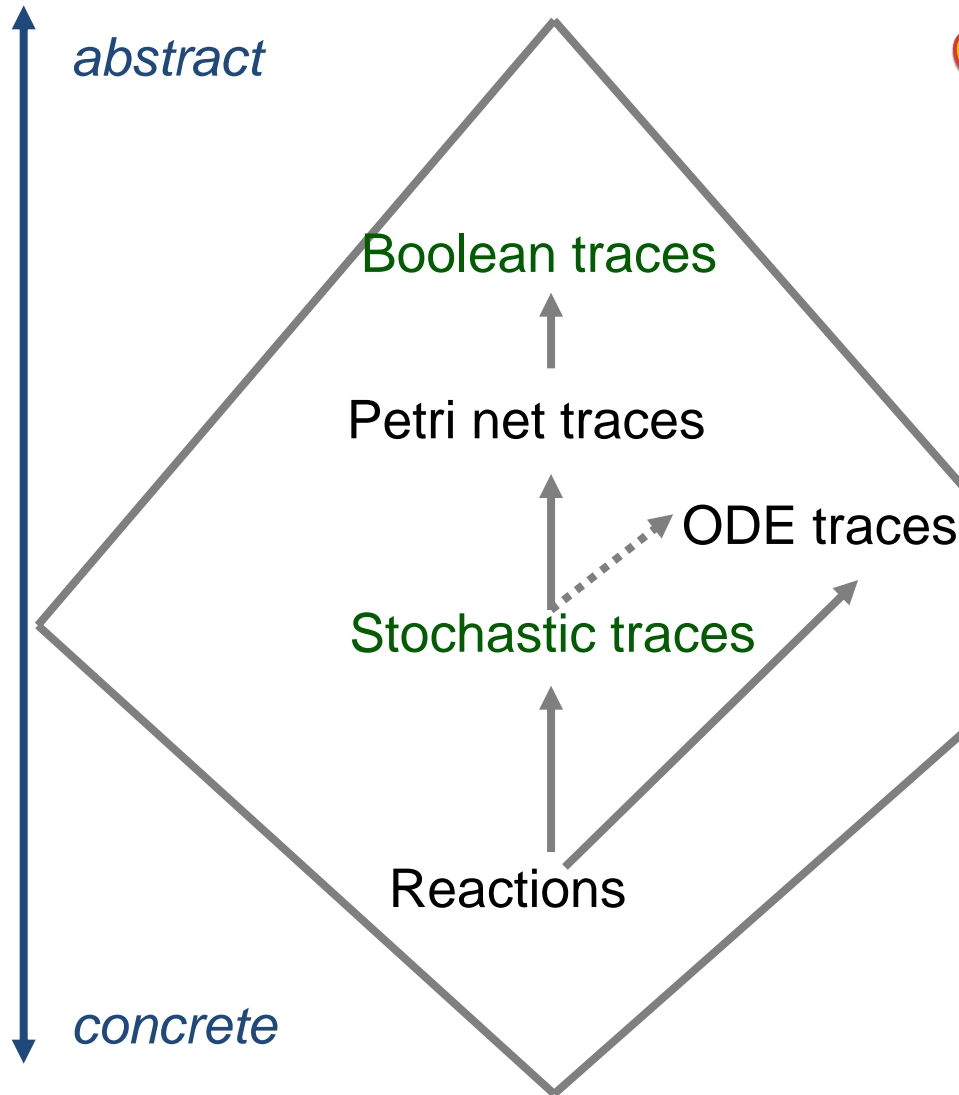 abstract
Boolean traces
Petri net traces
ODE traces
Stochastic traces
Reactions
concrete